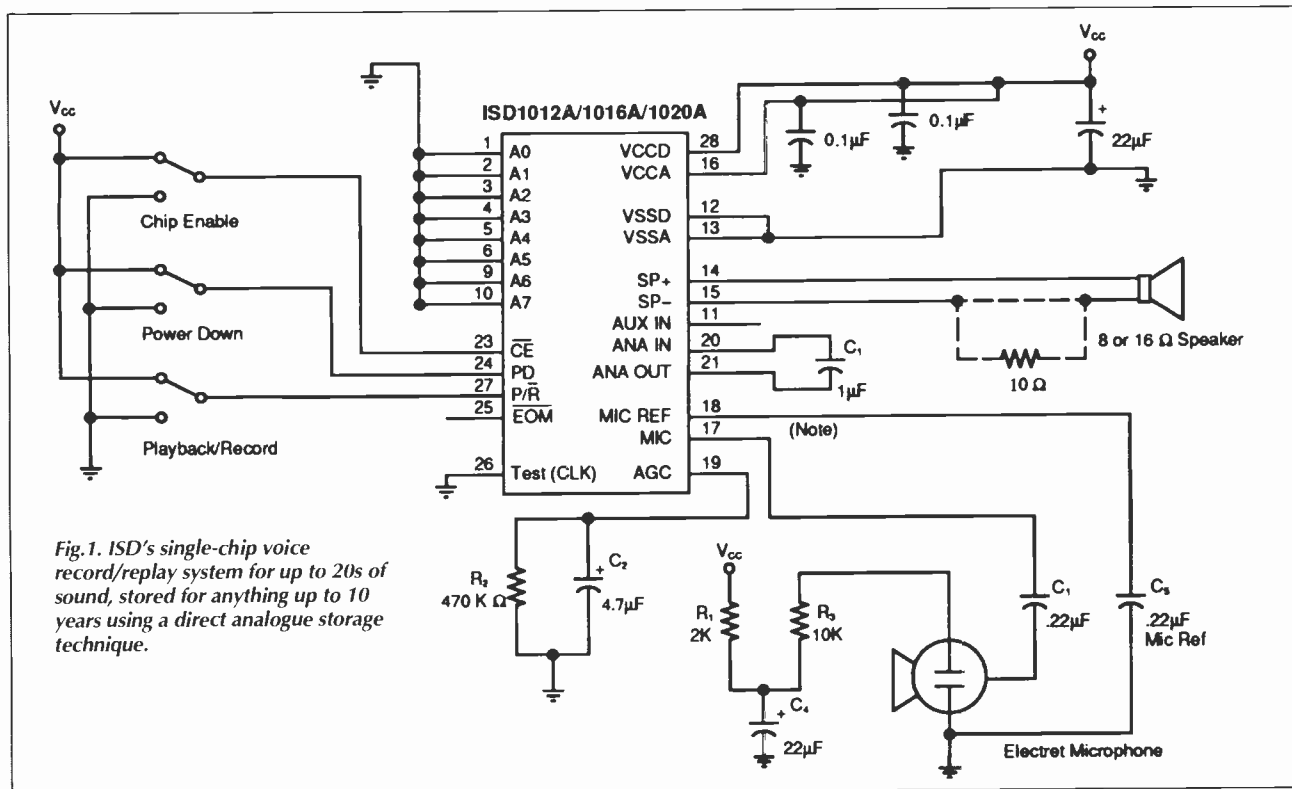 V_CC
Chip Enable
Power Down
Playback/Record
ISD1012A/1016A/1020A
1 A0
2 A1
3 A2
4 A3
5 A4
6 A5
9 A6
10 A7
23 C̅E̅
24 PD
27 P/R̅
25 E̅O̅M̅
26 Test (CLK)
VCCD 28
VCCA 16
VSSD 12
VSSA 13
SP+ 14
SP− 15
AUX IN 11
ANA IN 20
ANA OUT 21
MIC REF 18
MIC 17
AGC 19
V_CC
0.1µF
0.1µF
+
22µF
8 or 16 Ω Speaker
10 Ω
C₁
1µF
(Note)
R₂
470 K Ω
+ C₂
4.7µF
V_CC
R₁
2K
R₃
10K
+ C₄
22µF
C₁
.22µF
C₅
.22µF
Mic Ref
Electret Microphone
Fig.1. ISD's single-chip voice
record/replay system for up to 20s of
sound, stored for anything up to 10
years using a direct analogue storage
technique.